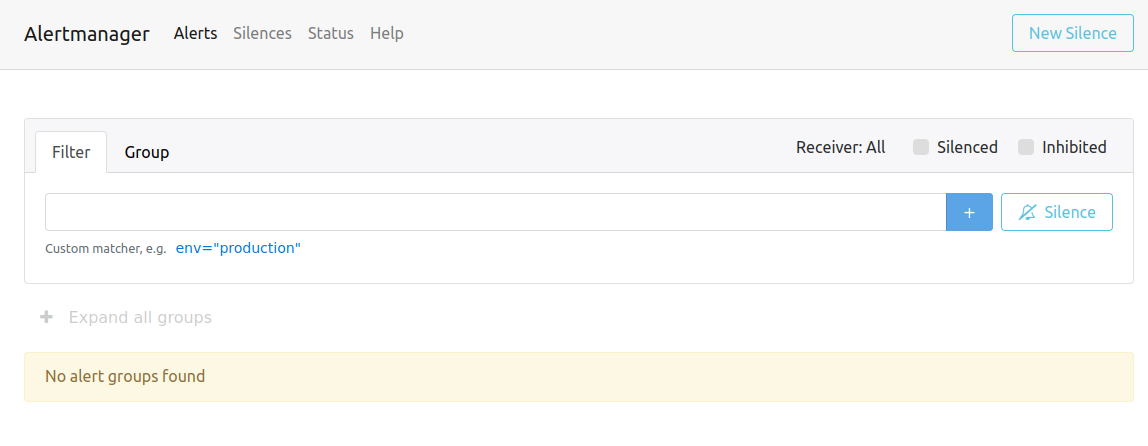 Alertmanager Alerts Silences Status Help New Silence
Filter Group Receiver: All Silenced Inhibited
+ Silence
Custom matcher, e.g. env="production"
+ Expand all groups
No alert groups found